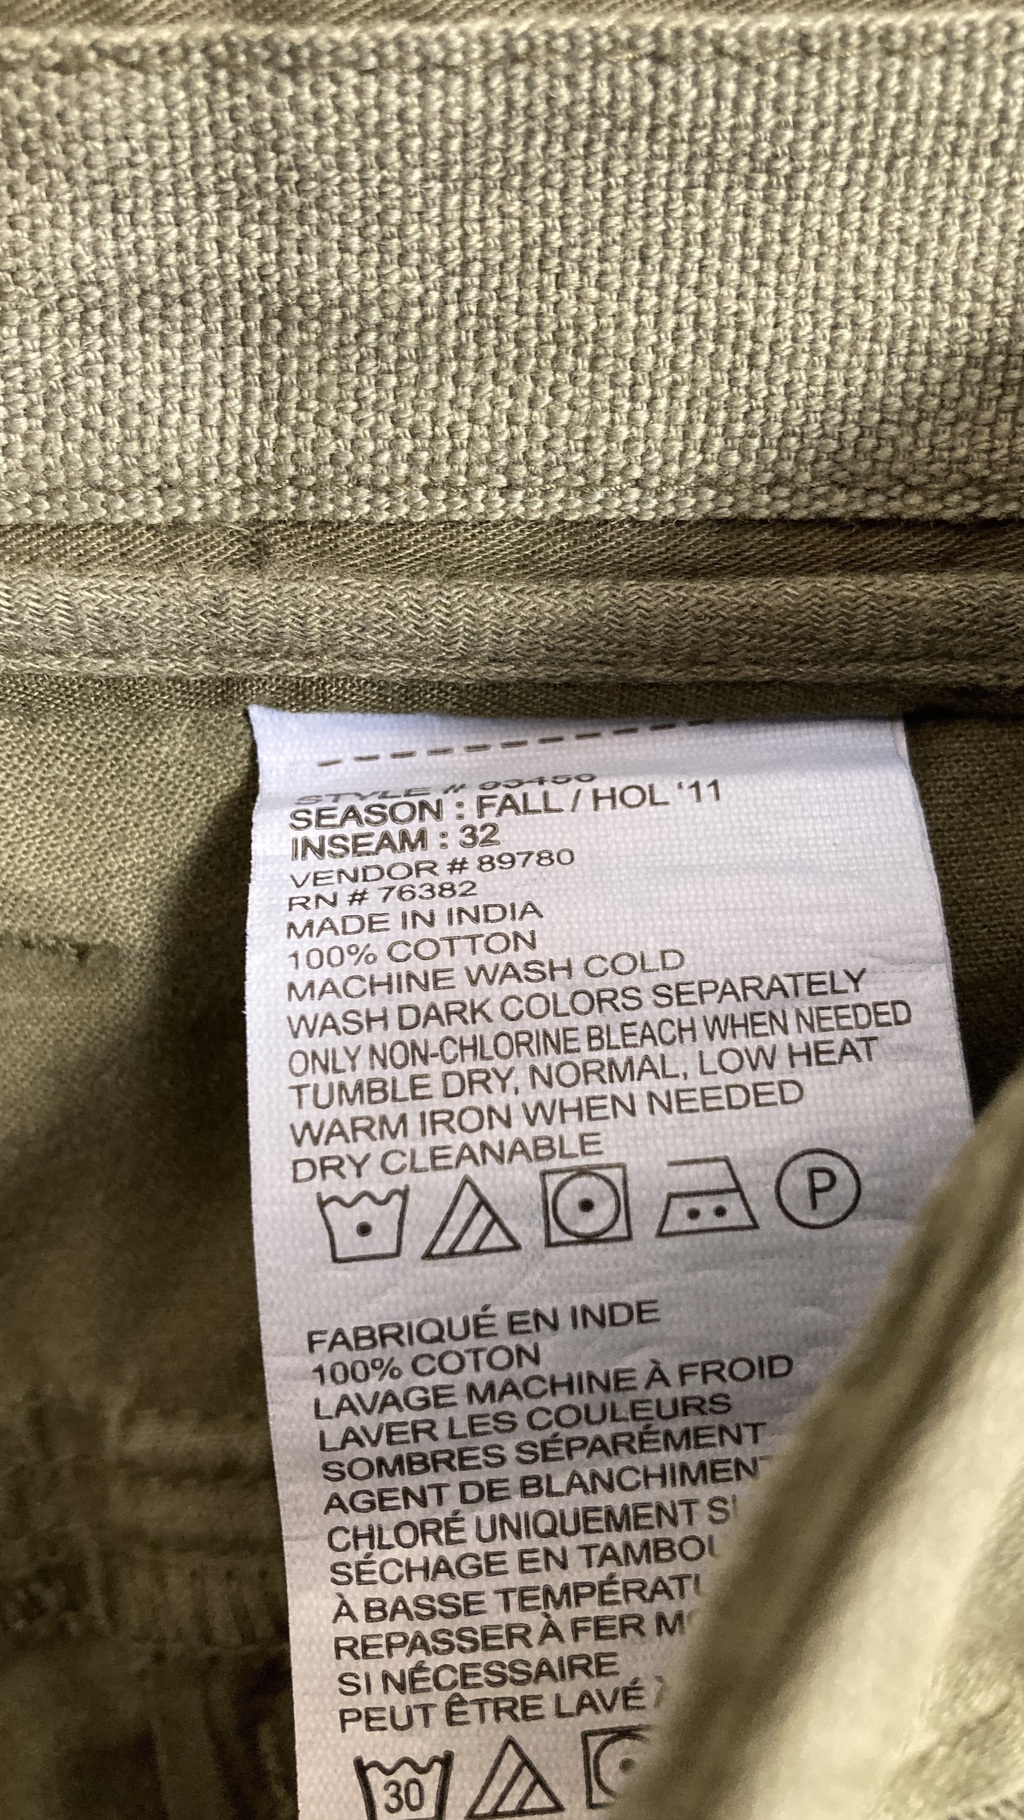 STYLE #
SEASON : FALL / HOL '11
INSEAM : 32
VENDOR # 89780
RN # 76382
MADE IN INDIA
100% COTTON
MACHINE WASH COLD
WASH DARK COLORS SEPARATELY
ONLY NON-CHLORINE BLEACH WHEN NEEDED
TUMBLE DRY, NORMAL, LOW HEAT
WARM IRON WHEN NEEDED
DRY CLEANABLE
P
FABRIQUÉ EN INDE
100% COTON
LAVAGE MACHINE À FROID
LAVER LES COULEURS
SOMBRES SÉPARÉMENT
AGENT DE
CHLORÉ UNIQUEMENT
SÉCHAGE EN
À BASSE
REPASSER À FER
SI NÉCESSAIRE
PEUT ÊTRE LAVÉ
30